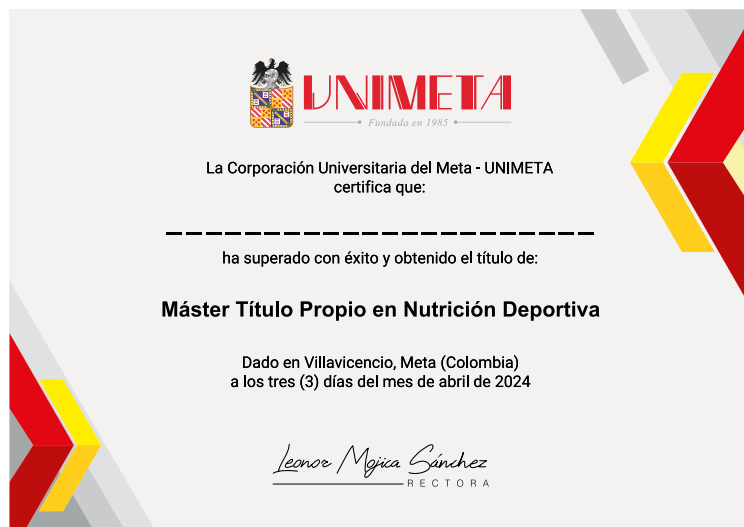 UNIMETA
Fundada en 1985
La Corporación Universitaria del Meta - UNIMETA
certifica que:
ha superado con éxito y obtenido el título de:
Máster Título Propio en Nutrición Deportiva
Dado en Villavicencio, Meta (Colombia)
a los tres (3) días del mes de abril de 2024
Leonor Mojica Sánchez
RECTORA